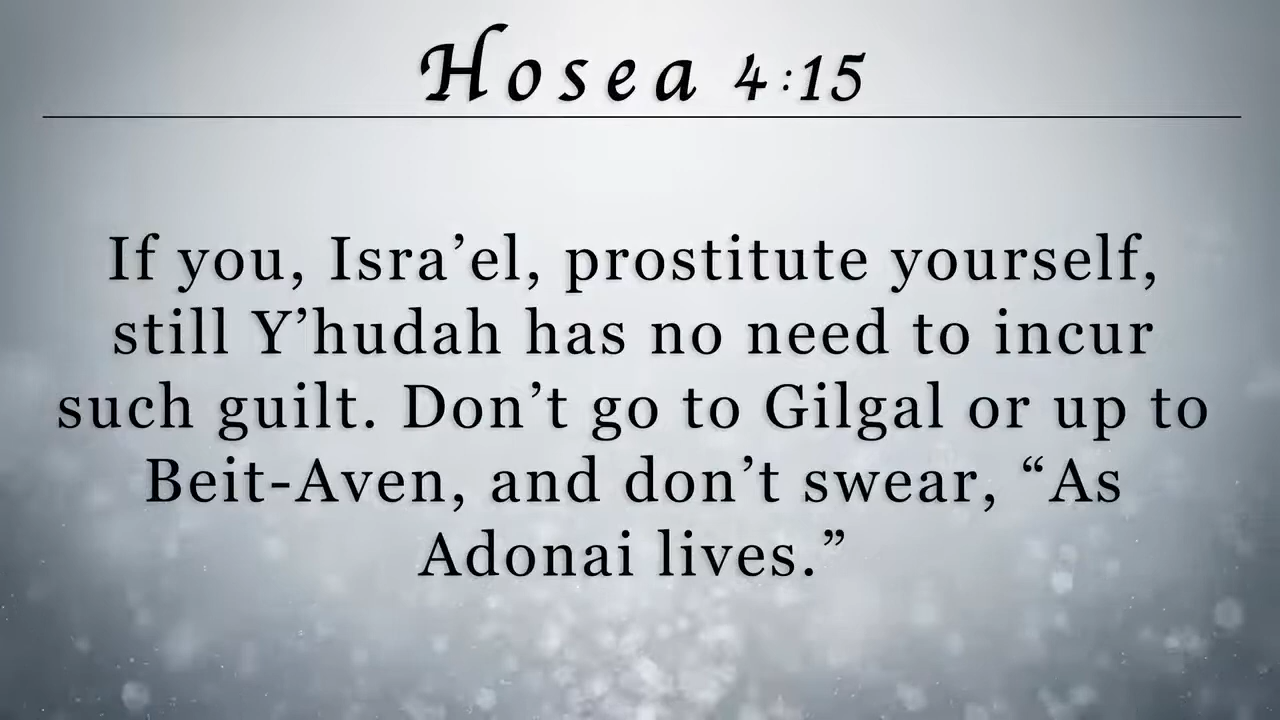 Hosea 4:15
If you, Isra’el, prostitute yourself,
still Y’hudah has no need to incur
such guilt. Don’t go to Gilgal or up to
Beit-Aven, and don’t swear, “As
Adonai lives.”